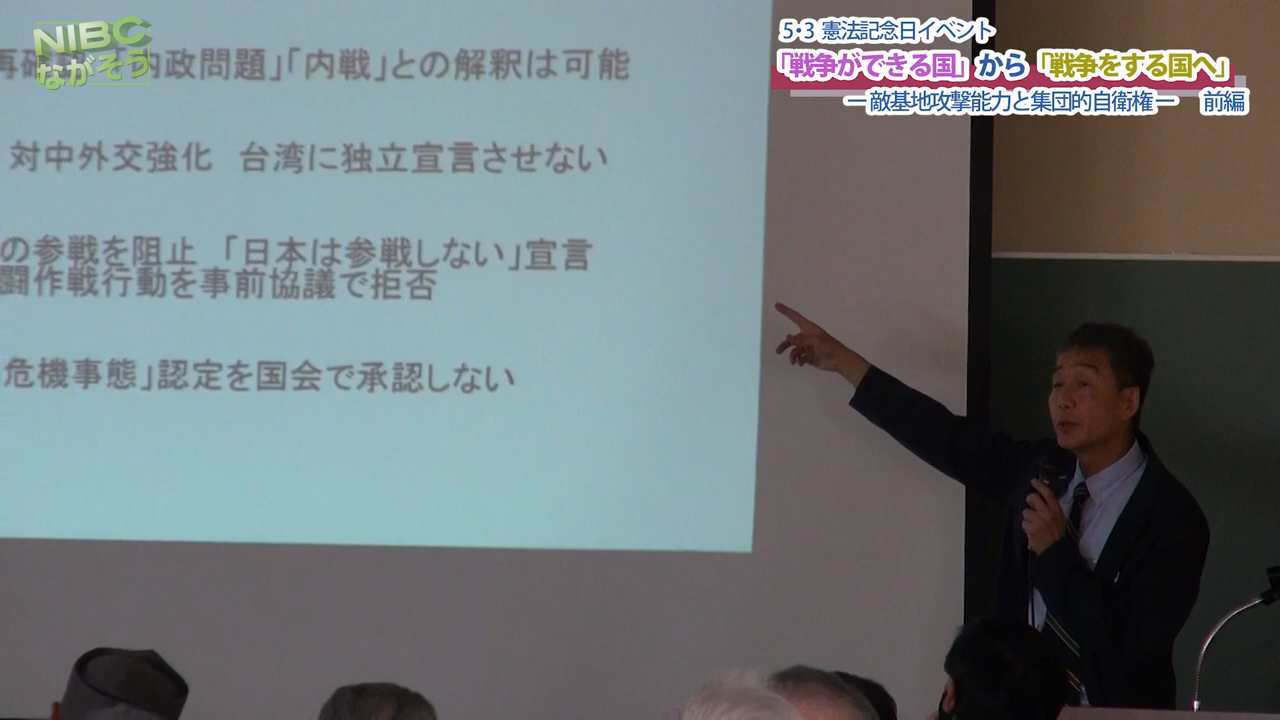 NIBC
ながそう
5・3 憲法記念日イベント
「戦争ができる国」から「戦争をする国へ」
―敵基地攻撃能力と集団的自衛権― 前編
内政問題」「内戦」との解釈は可能
対中外交強化 台湾に独立宣言させない
の参戦を阻止 「日本は参戦しない」宣言
闘作戦行動を事前協議で拒否
危機事態」認定を国会で承認しない